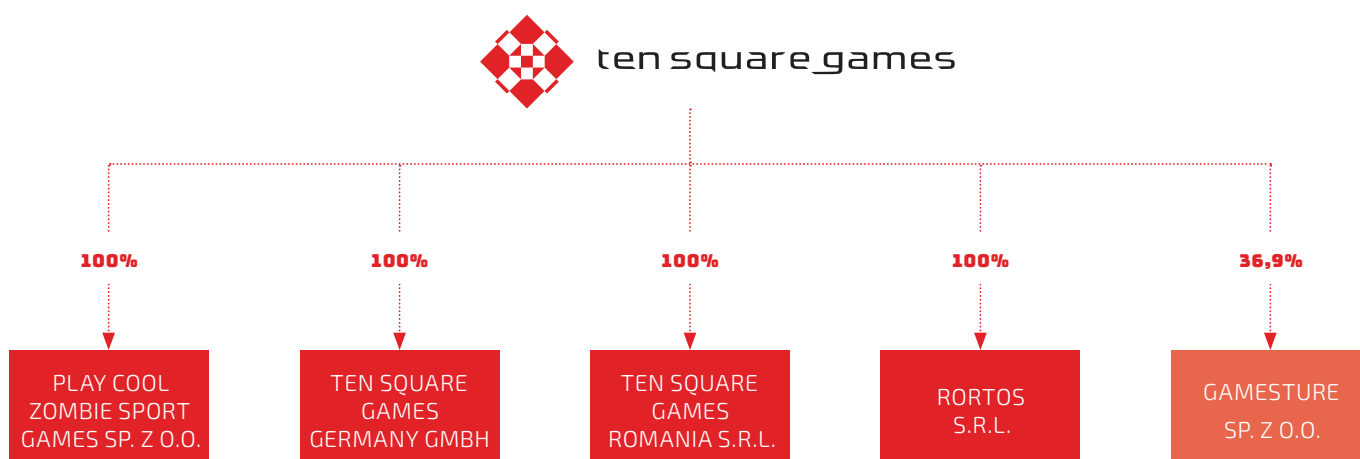 ten square games
100%
100%
100%
100%
36,9%
PLAY COOL
ZOMBIE SPORT
GAMES SP. Z O.O.
TEN SQUARE
GAMES
GERMANY GMBH
TEN SQUARE
GAMES
ROMANIA S.R.L.
RORTOS
S.R.L.
GAMESTURE
SP. Z O.O.